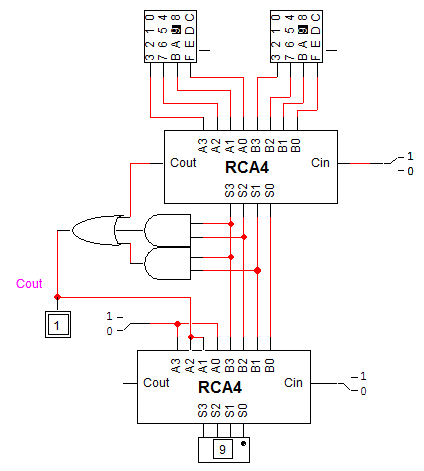 3 2 1 0
7 6 5 4
B A 9 8
F E D C
3 2 1 0
7 6 5 4
B A 9 8
F E D C
A3 A2 A1 A0 B3 B2 B1 B0
Cout RCA4 Cin
1
0
S3 S2 S1 S0
Cout
1
1
0
A3 A2 A1 A0 B3 B2 B1 B0
Cout RCA4 Cin
1
0
S3 S2 S1 S0
9